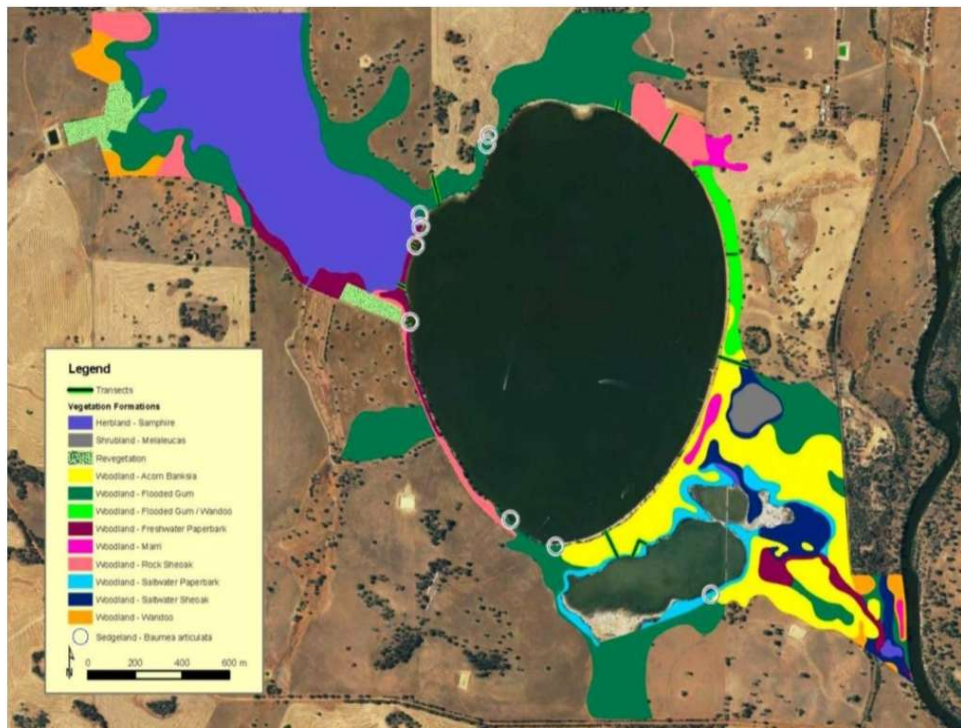 Legend
Transects
Vegetation Formations
Herbland - Samphire
Shrubland - Melaleucas
Revegetation
Woodland - Acorn Banksia
Woodland - Flooded Gum
Woodland - Flooded Gum / Wandoo
Woodland - Freshwater Paperbark
Woodland - Marri
Woodland - Rock Sheoak
Woodland - Saltwater Paperbark
Woodland - Saltwater Sheoak
Woodland - Wandoo
Sedgeland - Baumea articulata
N
0 200 400 600 m